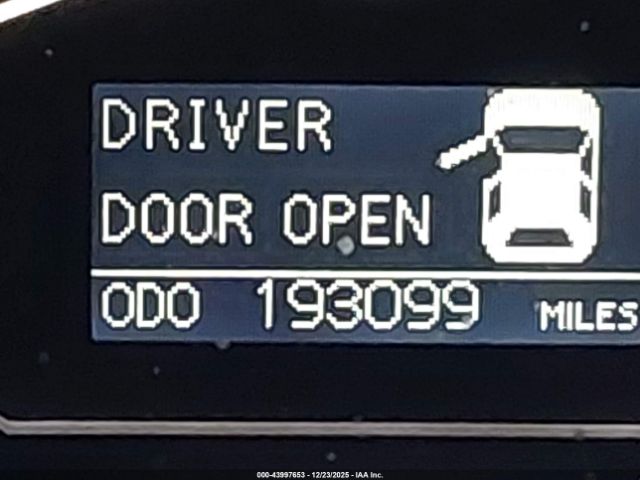 DRIVER
DOOR OPEN
ODO 193099 MILES
000-43997653 - 12/23/2025 - IAA Inc.